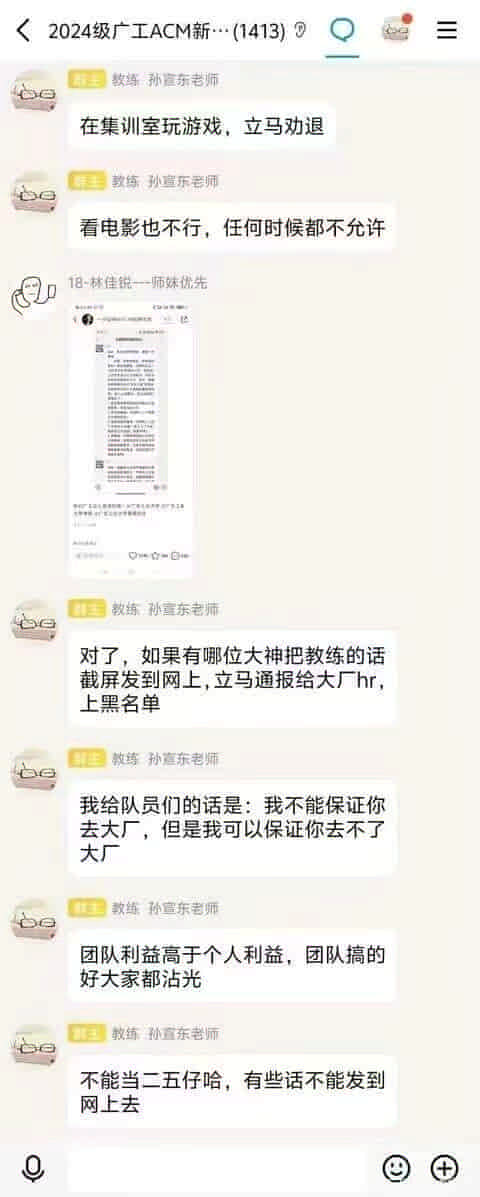 2024级广工ACM新…(1413)
群主 教练 孙宣东老师
在集训室玩游戏，立马劝退
群主 教练 孙宣东老师
看电影也不行，任何时候都不允许
18-林佳锐---师妹优先
群主 教练 孙宣东老师
对了，如果有哪位大神把教练的话
截屏发到网上,立马通报给大厂hr,
上黑名单
群主 教练 孙宣东老师
我给队员们的话是：我不能保证你
去大厂，但是我可以保证你去不了
大厂
群主 教练 孙宣东老师
团队利益高于个人利益，团队搞的
好大家都沾光
群主 教练 孙宣东老师
不能当二五仔哈，有些话不能发到
网上去